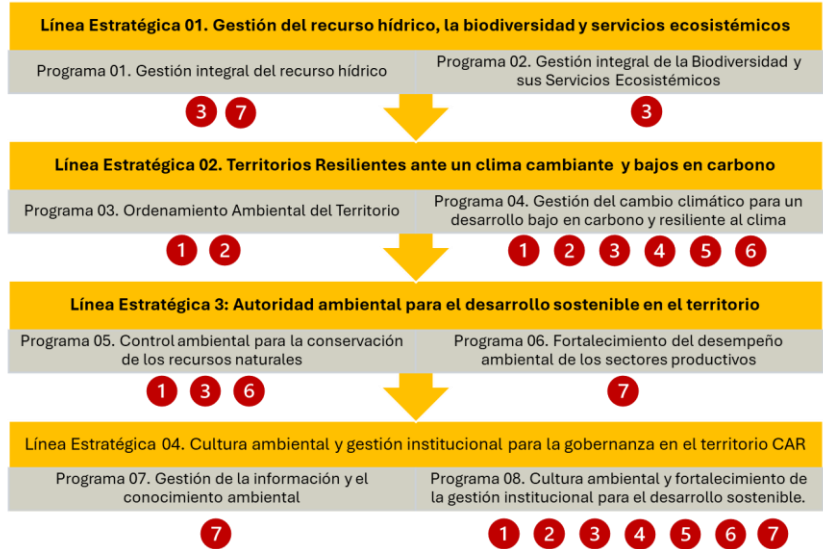 Línea Estratégica 01. Gestión del recurso hídrico, la biodiversidad y servicios ecosistémicos
Programa 01. Gestión integral del recurso hídrico
Programa 02. Gestión integral de la Biodiversidad y
sus Servicios Ecosistémicos
3 7
3
Línea Estratégica 02. Territorios Resilientes ante un clima cambiante y bajos en carbono
Programa 03. Ordenamiento Ambiental del Territorio
Programa 04. Gestión del cambio climático para un
desarrollo bajo en carbono y resiliente al clima
1 2
1 2 3 4 5 6
Línea Estratégica 3: Autoridad ambiental para el desarrollo sostenible en el territorio
Programa 05. Control ambiental para la conservación
de los recursos naturales
Programa 06. Fortalecimiento del desempeño
ambiental de los sectores productivos
1 3 6
7
Línea Estratégica 04. Cultura ambiental y gestión institucional para la gobernanza en el territorio CAR
Programa 07. Gestión de la información y el
conocimiento ambiental
Programa 08. Cultura ambiental y fortalecimiento de
la gestión institucional para el desarrollo sostenible.
7
1 2 3 4 5 6 7